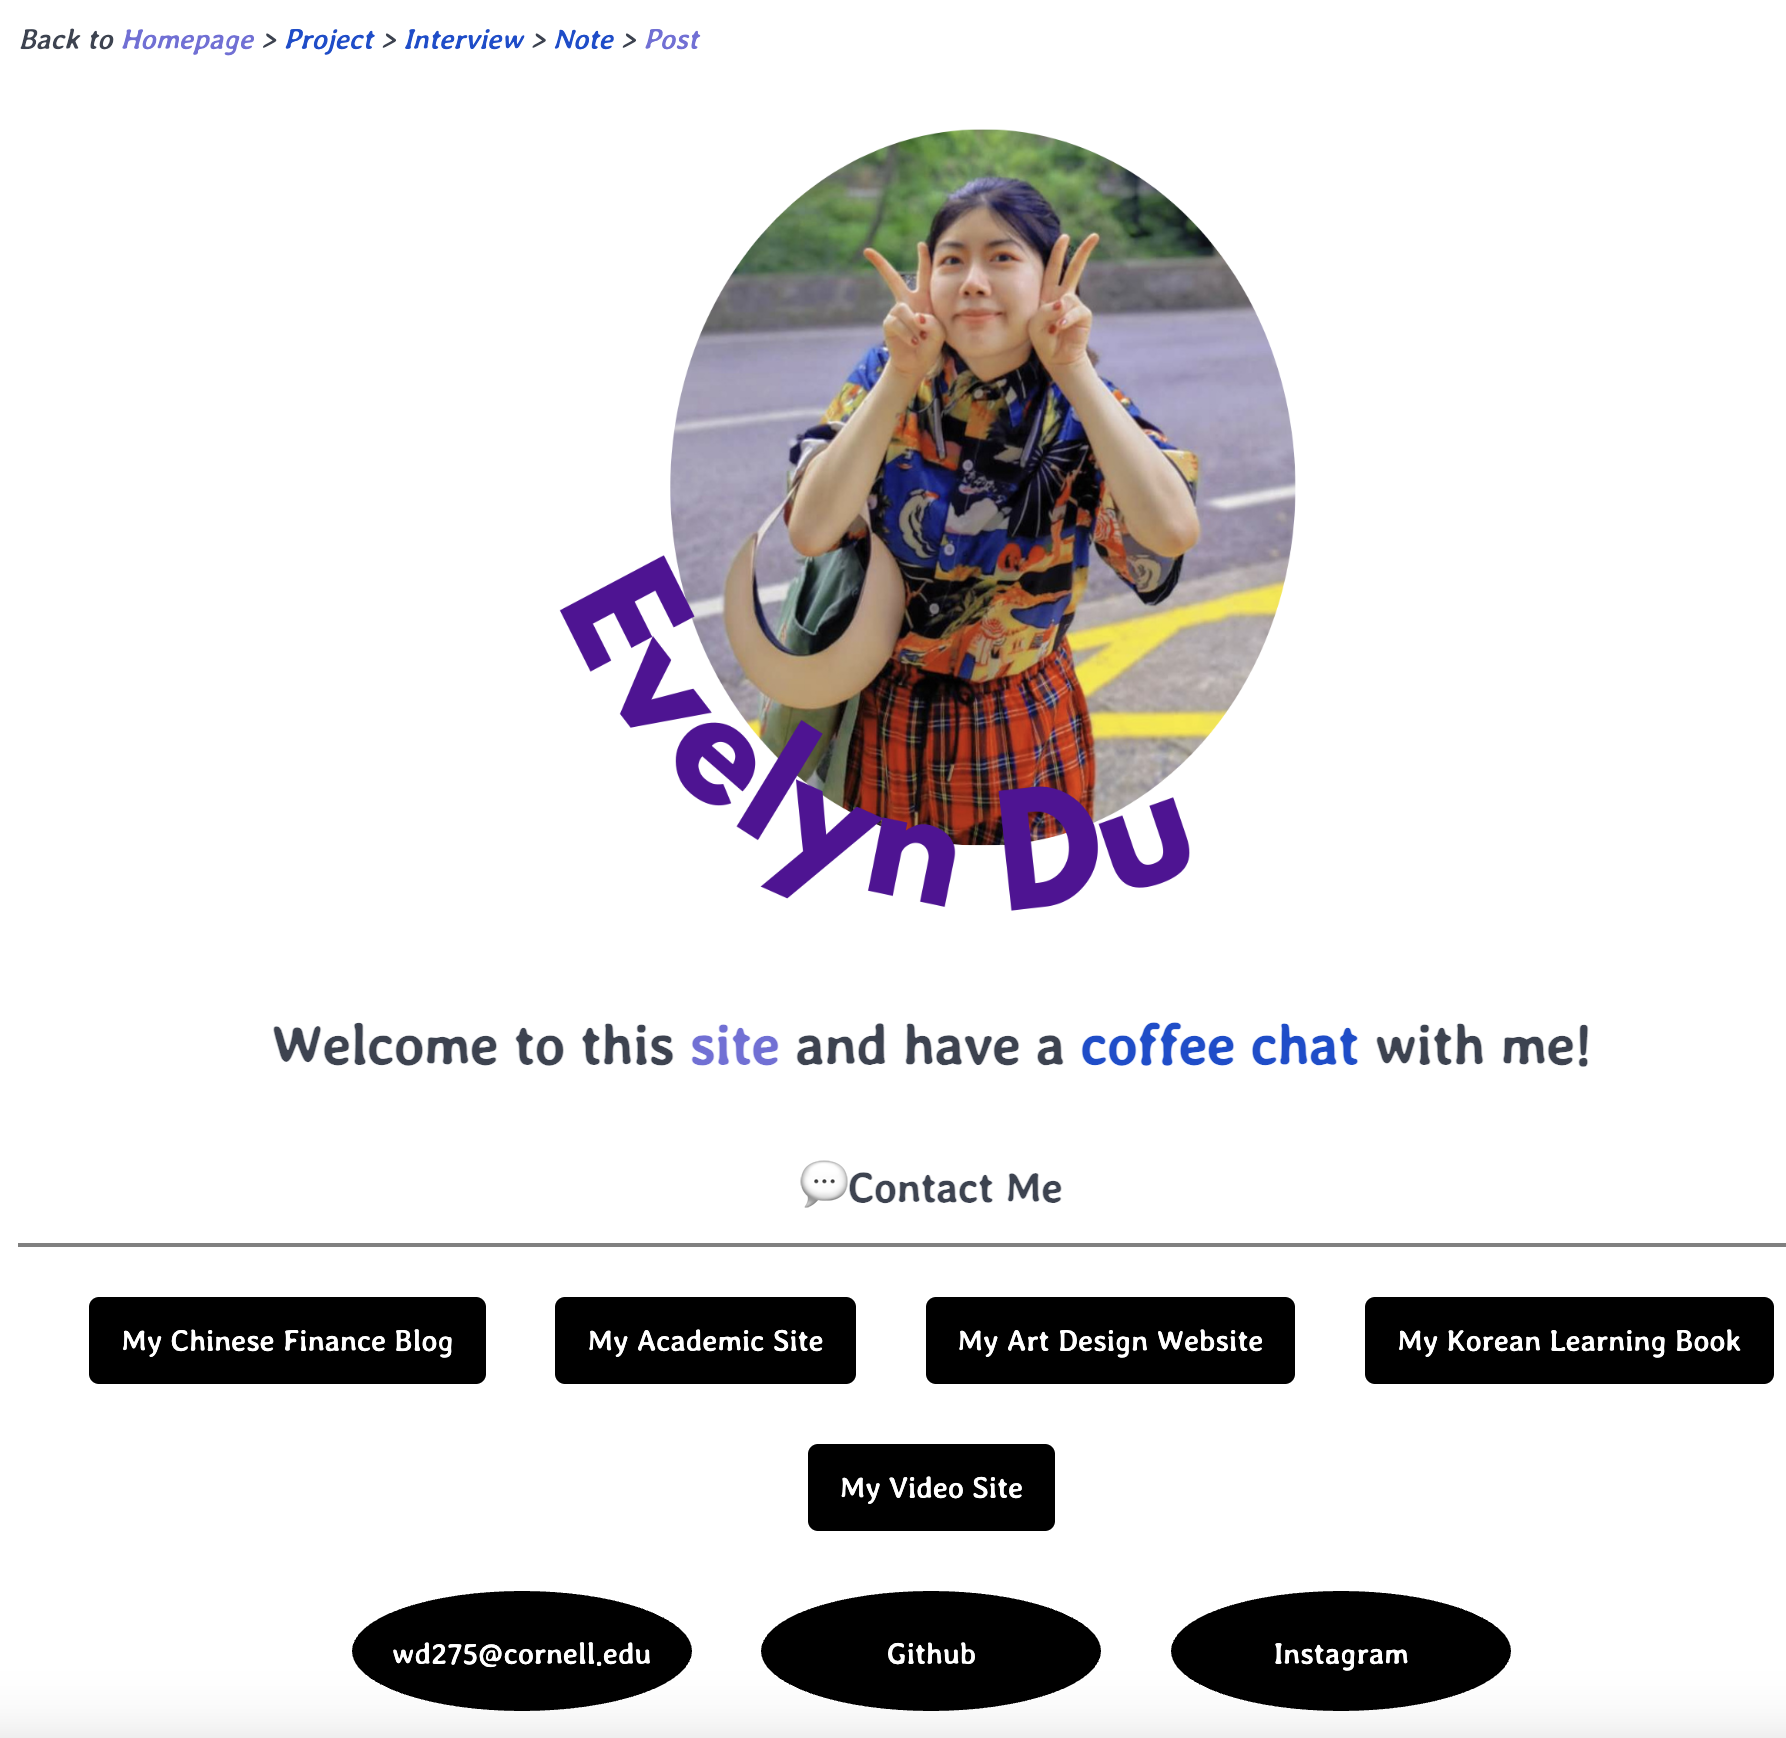 Back to Homepage > Project > Interview > Note > Post
Evelyn Du
Welcome to this site and have a coffee chat with me!
💬Contact Me
My Chinese Finance Blog
My Academic Site
My Art Design Website
My Korean Learning Book
My Video Site
wd275@cornell.edu
Github
Instagram